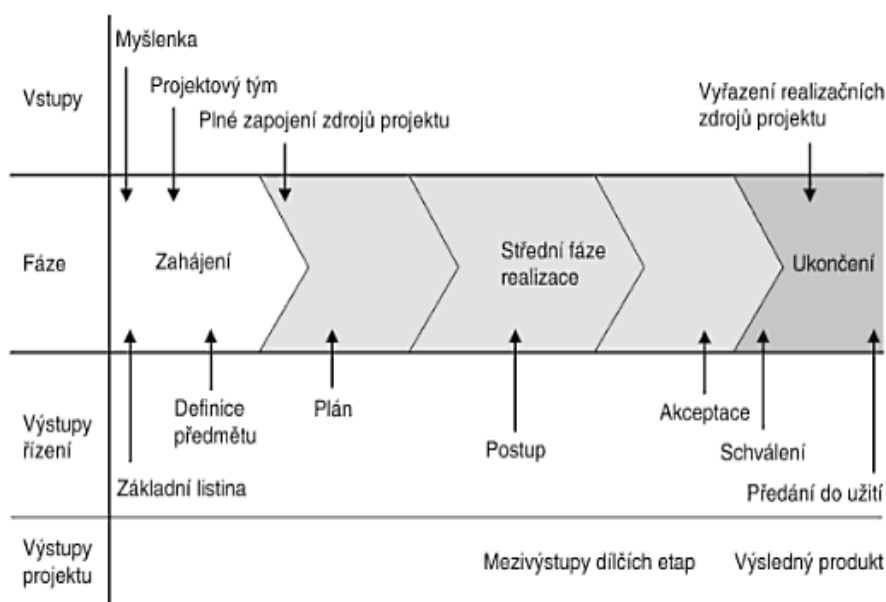 Myšlenka
Vstupy
Projektový tým
Plné zapojení zdrojů projektu
Vyřazení realizačních
zdrojů projektu
Fáze
Zahájení
Střední fáze
realizace
Ukončení
Výstupy
řízení
Definice
předmětu
Plán
Postup
Akceptace
Schválení
Základní listina
Předání do užití
Výstupy
projektu
Mezivýstupy dílčích etap
Výsledný produkt